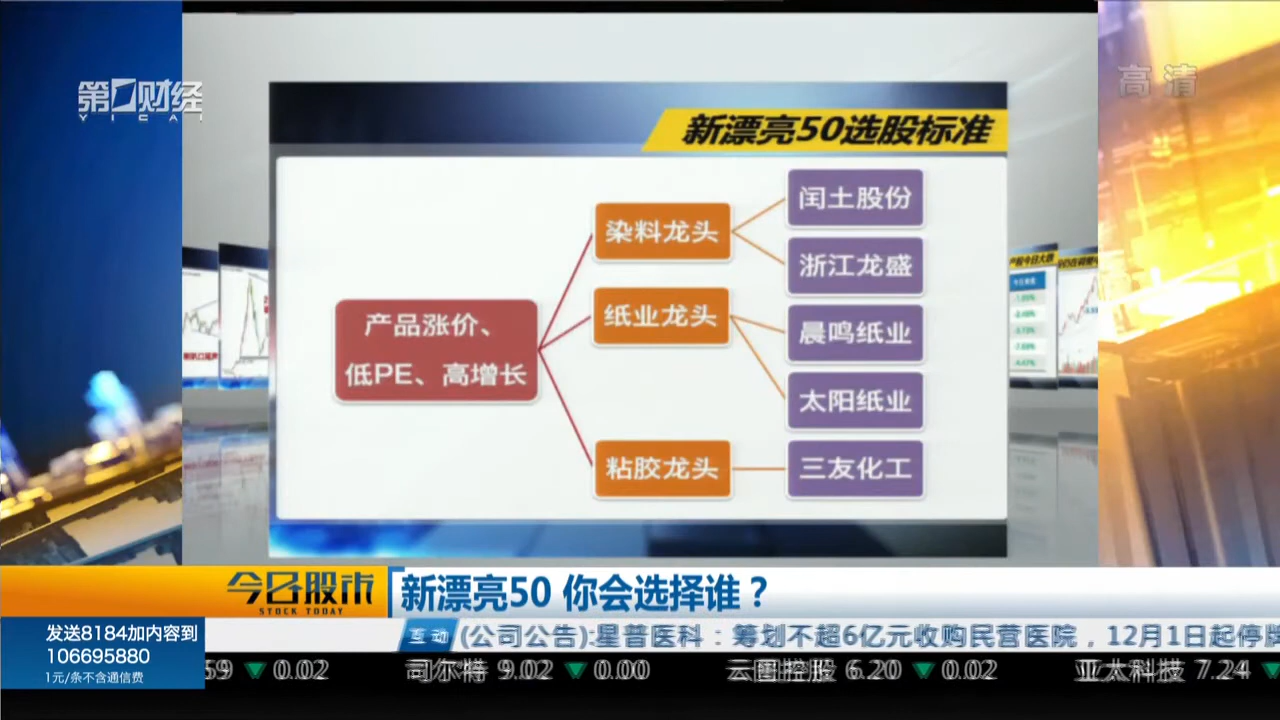 第一财经
YICAI
高清
新漂亮50选股标准
产品涨价、
低PE、高增长
染料龙头
纸业龙头
粘胶龙头
闰土股份
浙江龙盛
晨鸣纸业
太阳纸业
三友化工
今日股市
STOCK TODAY
新漂亮50 你会选择谁？
发送8184加内容到
106695880
1元/条不含通信费
互动
(公司公告):星普医科：筹划不超6亿元收购民营医院，12月1日起停牌
59 ▼ 0.02 司尔特 9.02 ▼ 0.00 云图控股 6.20 ▼ 0.02 亚太科技 7.24 ▼